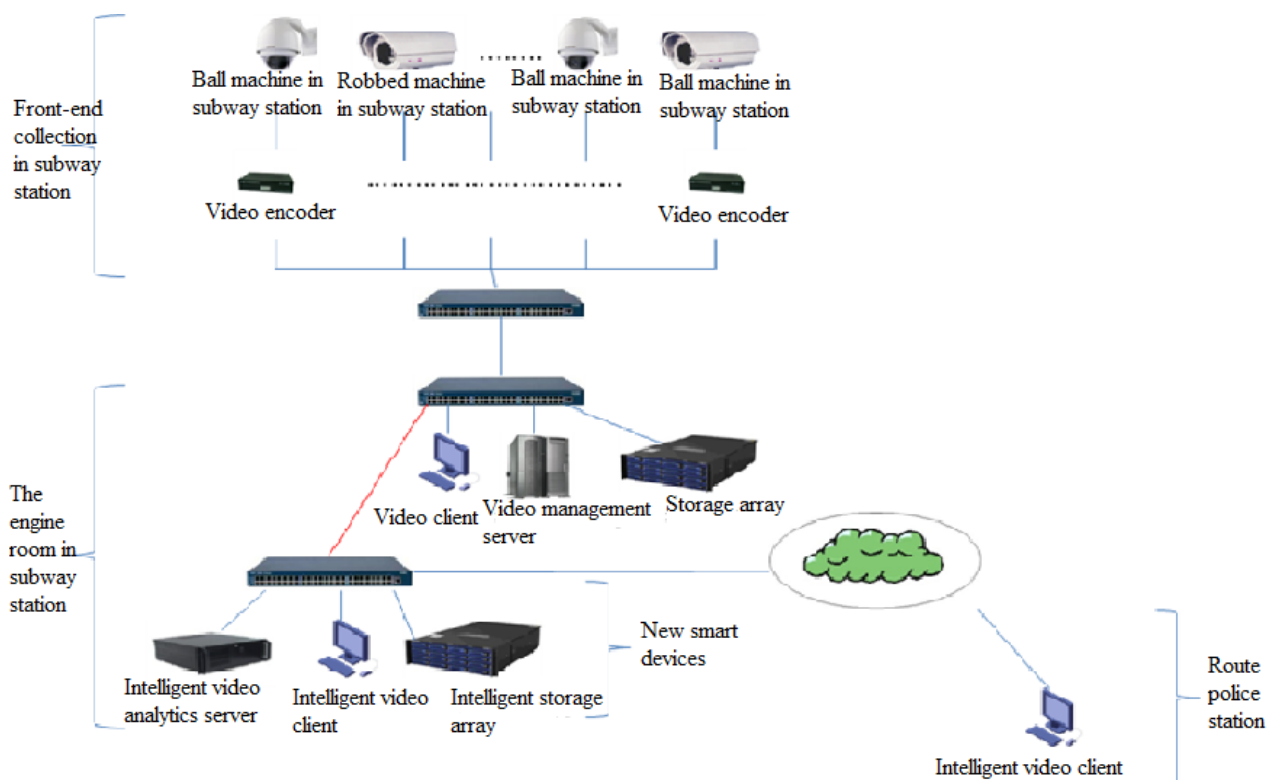 Ball machine in
subway station
Robbed machine
in subway station
Ball machine in
subway station
Ball machine in
subway station
Front-end
collection
in subway
station
Video encoder
Video encoder
Video client
Video management
server
Storage array
The
engine
room in
subway
station
New smart
devices
Intelligent video
analytics server
Intelligent video
client
Intelligent storage
array
Route
police
station
Intelligent video client